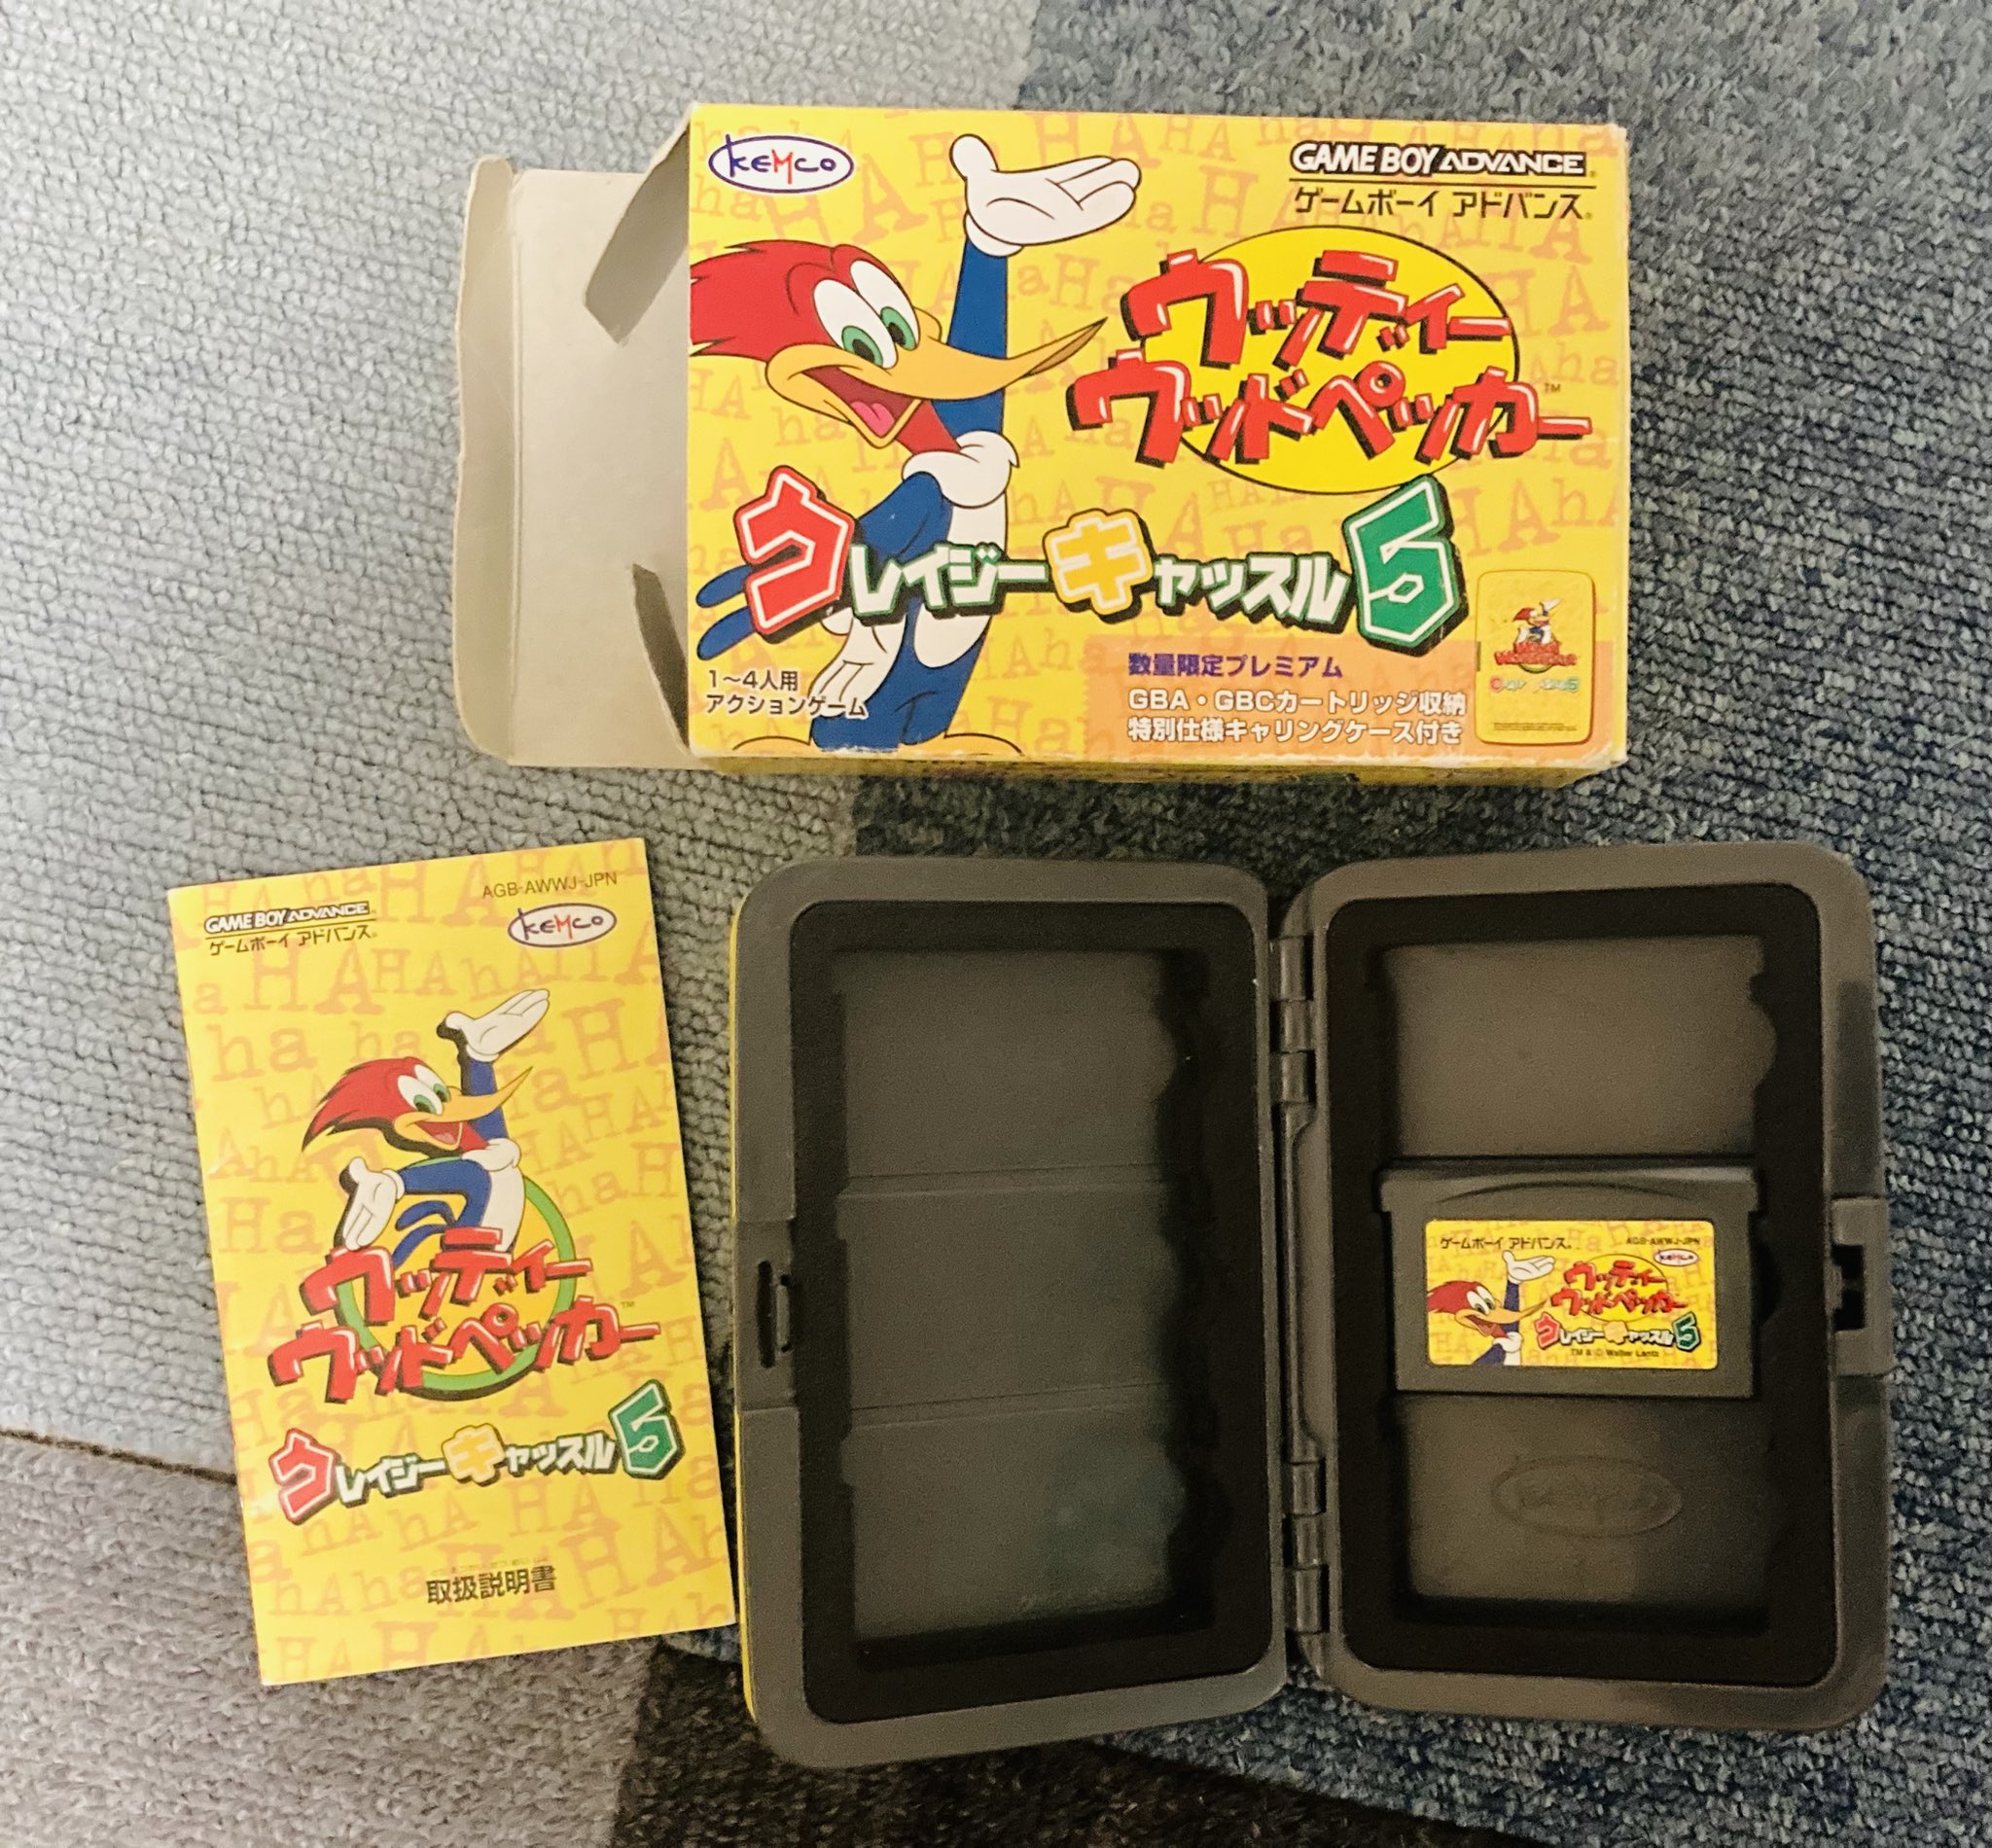 KEMCO
GAME BOY ADVANCE
ゲームボーイ アドバンス
ウッディー
ウッドペッカー™
クレイジーキャッスル5
1〜4人用
アクションゲーム
数量限定プレミアム
GBA・GBCカートリッジ収納
特別仕様キャリングケース付き
AGB-AWWJ-JPN
GAME BOY ADVANCE
ゲームボーイ アドバンス
KEMCO
ウッディー
ウッドペッカー™
クレイジーキャッスル5
取扱説明書
ゲームボーイ アドバンス
AGB-AWWJ-JPN
KEMCO
ウッディー
ウッドペッカー
クレイジーキャッスル5
TM & © Walter Lantz